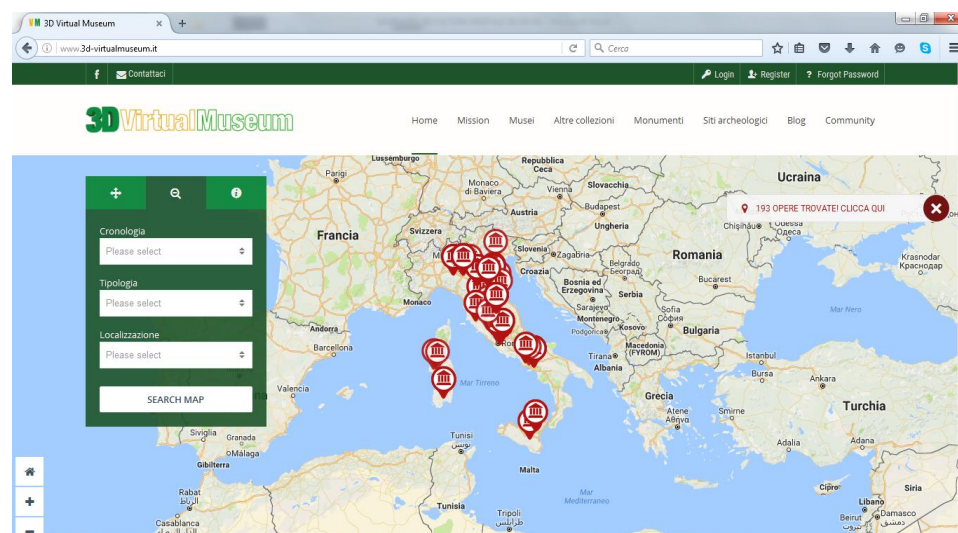 VM 3D Virtual Museum × +
www.3d-virtualmuseum.it
Cerca
f Contattaci
Login Register ? Forgot Password
3DVirtualMuseum
Home Mission Musei Altre collezioni Monumenti Siti archeologici Blog Community
Cronologia
Please select
Tipologia
Please select
Localizzazione
Please select
SEARCH MAP
193 OPERE TROVATE! CLICCA QUI
Lussemburgo
Parigi
Repubblica
Ceca
Ucraina
Monaco
di Baviera
Vienna
Slovacchia
Austria
Budapest
Ungheria
Chișinău
Odessa
Одеса
Francia
Svizzera
Slovenia
Zagabria
Romania
Krasnodar
Краснодар
Croazia
Belgrado
Београд
Bosnia ed
Erzegovina
Serbia
Bucarest
Monaco
Sarajevo
Montenegro
Podgorica
Kosovo
Sofia
София
Bulgaria
Mar Nero
Andorra
Barcellona
Macedonia
(FYROM)
Tirana
Albania
Istanbul
Bursa
Ankara
Valencia
Mar Tirreno
Grecia
Atene
Αθήνα
Smirne
Turchia
Siviglia
Granada
Málaga
Gibilterra
Tunisi
تونس
Adalia
Adana
Malta
Rabat
الرباط
Mar
Mediterraneo
Cipro
Siria
Libano
Casablanca
Tunisia
Tripoli
طرابلس
Beirut
بيروت
Damasco
دمشق